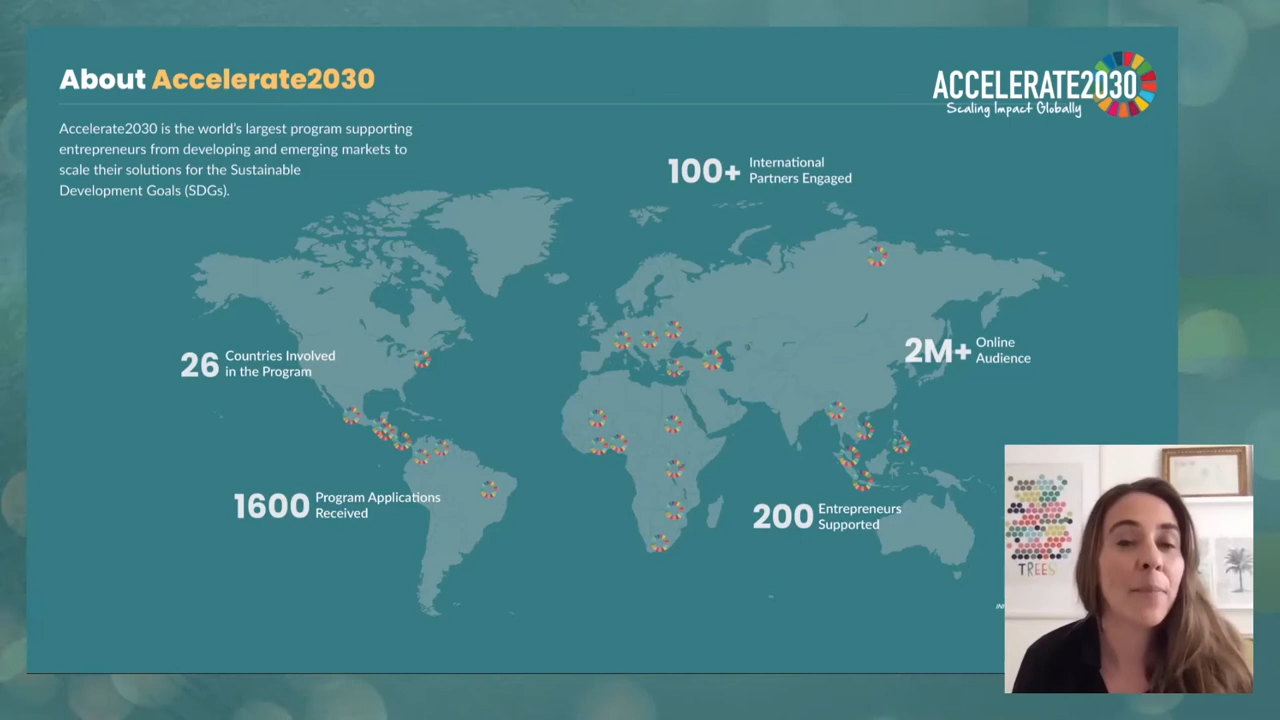 About Accelerate2030
ACCELERATE2030
Scaling Impact Globally
Accelerate2030 is the world's largest program supporting
entrepreneurs from developing and emerging markets to
scale their solutions for the Sustainable
Development Goals (SDGs).
100+ International
Partners Engaged
26 Countries Involved
in the Program
2M+ Online
Audience
1600 Program Applications
Received
200 Entrepreneurs
Supported
TREES